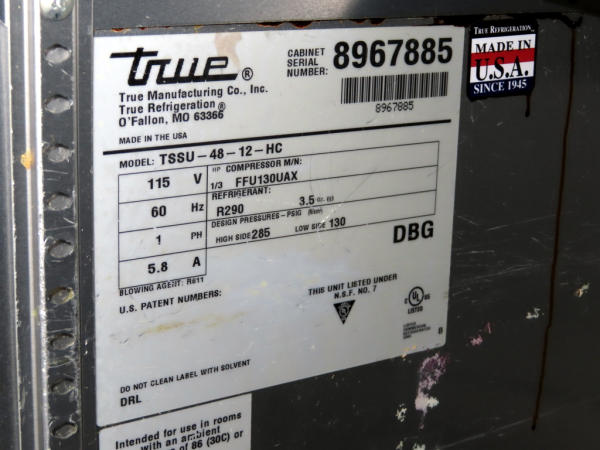 true®
CABINET SERIAL NUMBER: 8967885
8967885
True Manufacturing Co., Inc.
True Refrigeration®
O'Fallon, MO 63366
MADE IN THE USA
MODEL: TSSU-48-12-HC
115 V
60 Hz
1 PH
5.8 A
HP COMPRESSOR M/N:
1/3 FFU130UAX
REFRIGERANT:
R290 3.5 Oz.
DESIGN PRESSURES-PSIG
HIGH SIDE 285 LOW SIDE 130
DBG
BLOWING AGENT: R611
U.S. PATENT NUMBERS:
THIS UNIT LISTED UNDER
N.S.F. NO. 7
UL
LISTED
B
DO NOT CLEAN LABEL WITH SOLVENT
DRL
TRUE REFRIGERATION
MADE IN
U.S.A.
SINCE 1945
Intended for use in rooms
with an ambient
of 86 (30C) or